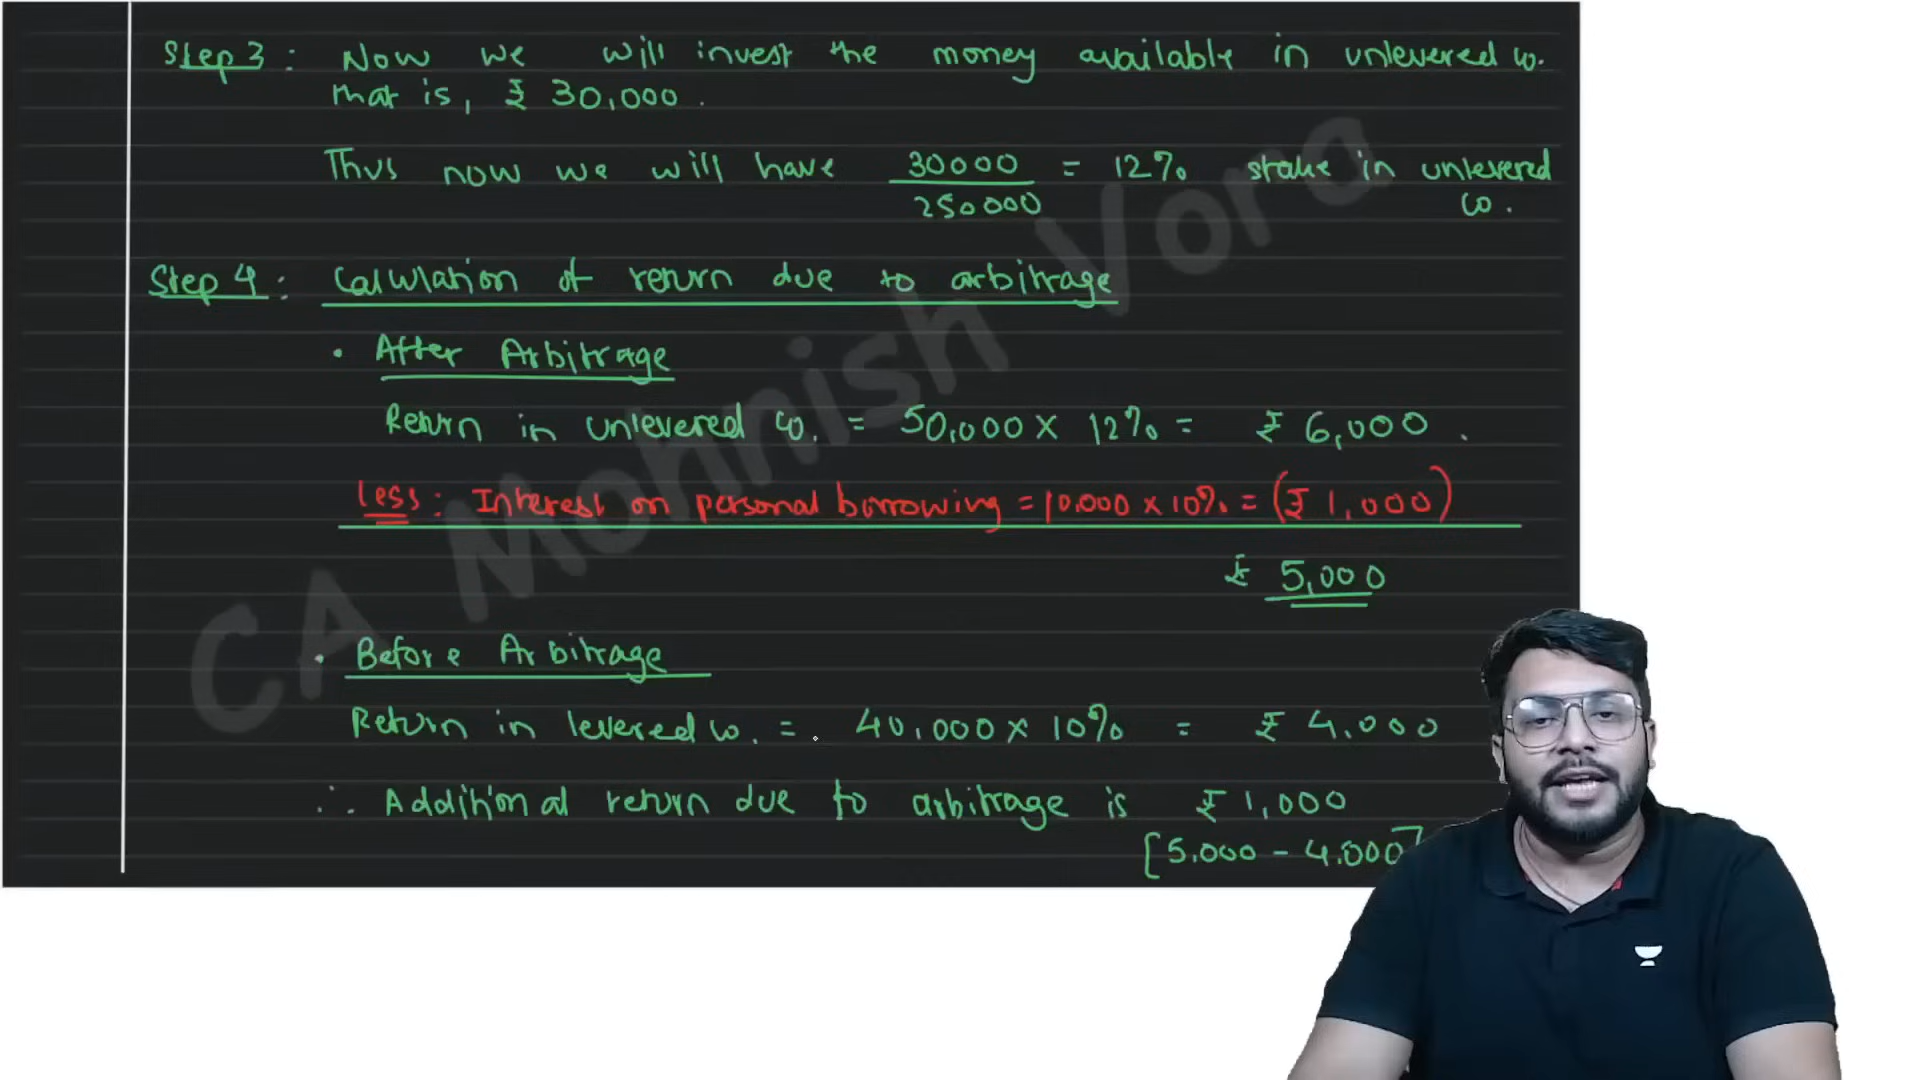 Step 3 : Now we will invest the money available in unlevered co.
that is, ₹ 30,000.
Thus now we will have 30000 = 12% stake in unlevered
250000 co.
Step 4 : Calculation of return due to arbitrage
• After Arbitrage
Return in unlevered co. = 50,000 × 12% = ₹ 6,000.
Less : Interest on personal borrowing = 10,000 × 10% = (₹ 1,000)
₹ 5,000
• Before Arbitrage
Return in levered co. = 40,000 × 10% = ₹ 4,000
∴ Additional return due to arbitrage is ₹ 1,000
[5,000 - 4,000]
CA Mohnish Vora